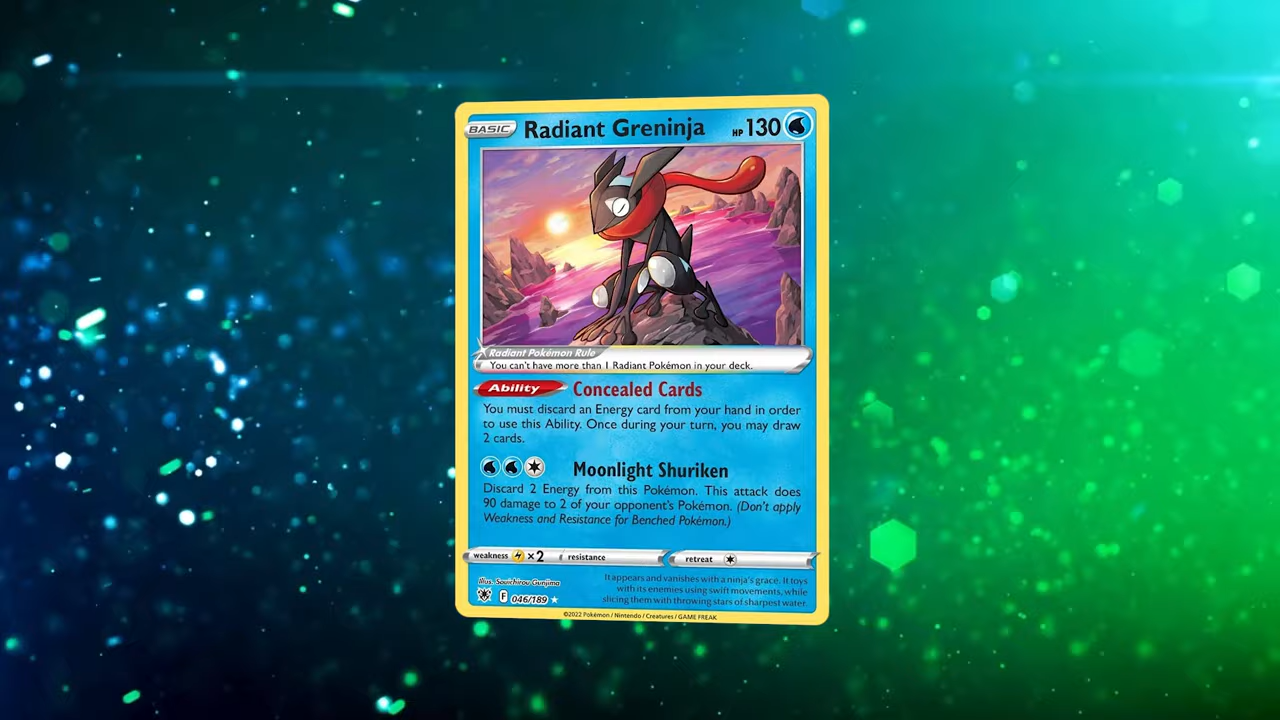 BASIC Radiant Greninja HP 130
Radiant Pokémon Rule
You can't have more than 1 Radiant Pokémon in your deck.
Ability Concealed Cards
You must discard an Energy card from your hand in order
to use this Ability. Once during your turn, you may draw
2 cards.
Moonlight Shuriken
Discard 2 Energy from this Pokémon. This attack does
90 damage to 2 of your opponent's Pokémon. (Don't apply
Weakness and Resistance for Benched Pokémon.)
weakness ×2 resistance retreat
Illus. Souichirou Gunjima
It appears and vanishes with a ninja's grace. It toys
with its enemies using swift movements, while
slicing them with throwing stars of sharpest water.
F 046/189
©2022 Pokémon / Nintendo / Creatures / GAME FREAK